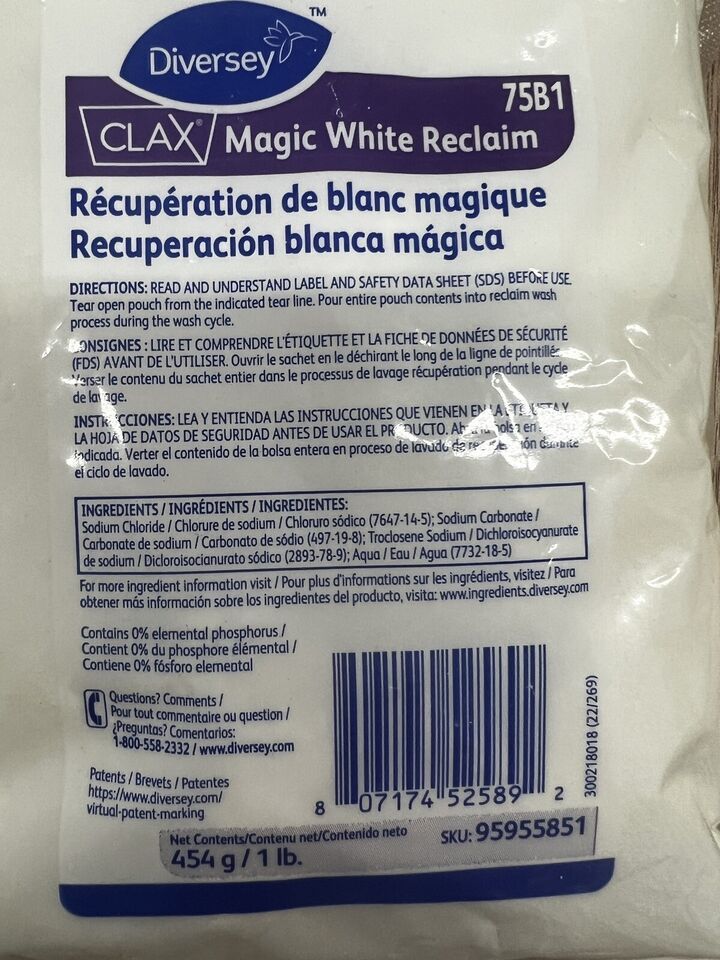 Diversey™
75B1
CLAX® Magic White Reclaim
Récupération de blanc magique
Recuperación blanca mágica
DIRECTIONS: READ AND UNDERSTAND LABEL AND SAFETY DATA SHEET (SDS) BEFORE USE.
Tear open pouch from the indicated tear line. Pour entire pouch contents into reclaim wash
process during the wash cycle.
CONSIGNES : LIRE ET COMPRENDRE L'ÉTIQUETTE ET LA FICHE DE DONNÉES DE SÉCURITÉ
(FDS) AVANT DE L'UTILISER. Ouvrir le sachet en le déchirant le long de la ligne de pointillés.
Verser le contenu du sachet entier dans le processus de lavage récupération pendant le cycle
de lavage.
INSTRUCCIONES: LEA Y ENTIENDA LAS INSTRUCCIONES QUE VIENEN EN LA ETIQUETA Y
LA HOJA DE DATOS DE SEGURIDAD ANTES DE USAR EL PRODUCTO. Abra la bolsa en
indicada. Verter el contenido de la bolsa entera en proceso de lavado de recuperación durante
el ciclo de lavado.
INGREDIENTS / INGRÉDIENTS / INGREDIENTES:
Sodium Chloride / Chlorure de sodium / Chloruro sódico (7647-14-5); Sodium Carbonate /
Carbonate de sodium / Carbonato de sódio (497-19-8); Troclosene Sodium / Dichloroisocyanurate
de sodium / Dicloroisocianurato sódico (2893-78-9); Aqua / Eau / Agua (7732-18-5)
For more ingredient information visit / Pour plus d'informations sur les ingrédients, visitez / Para
obtener más información sobre los ingredientes del producto, visita: www.ingredients.diversey.com
Contains 0% elemental phosphorus /
Contient 0% du phosphore élémental /
Contiene 0% fósforo elemental
Questions? Comments /
Pour tout commentaire ou question /
¿Preguntas? Comentarios:
1-800-558-2332 / www.diversey.com
Patents / Brevets / Patentes
https://www.diversey.com/
virtual-patent-marking
8 07174 52589 2
300218018 (22/269)
Net Contents/Contenu net/Contenido neto
454 g / 1 lb.
SKU: 95955851